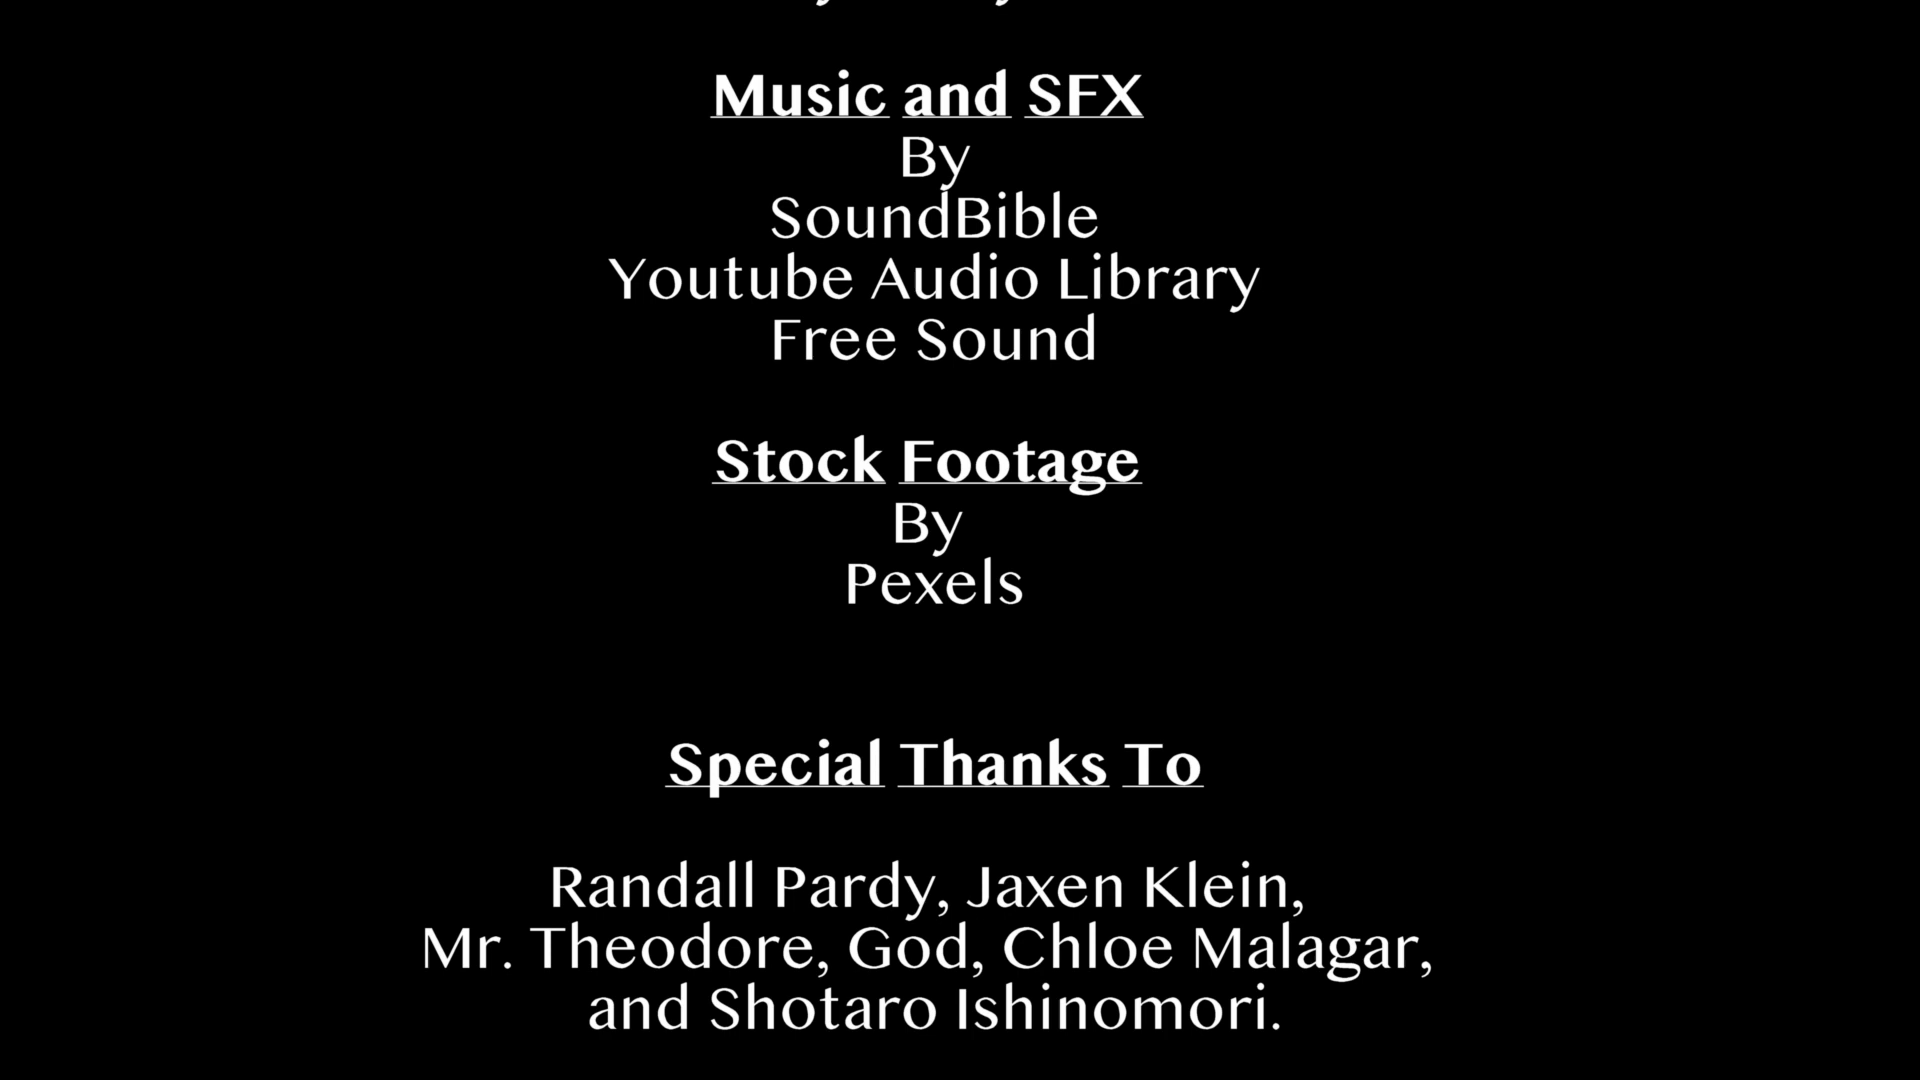 Music and SFX
By
SoundBible
Youtube Audio Library
Free Sound
Stock Footage
By
Pexels
Special Thanks To
Randall Pardy, Jaxen Klein,
Mr. Theodore, God, Chloe Malagar,
and Shotaro Ishinomori.